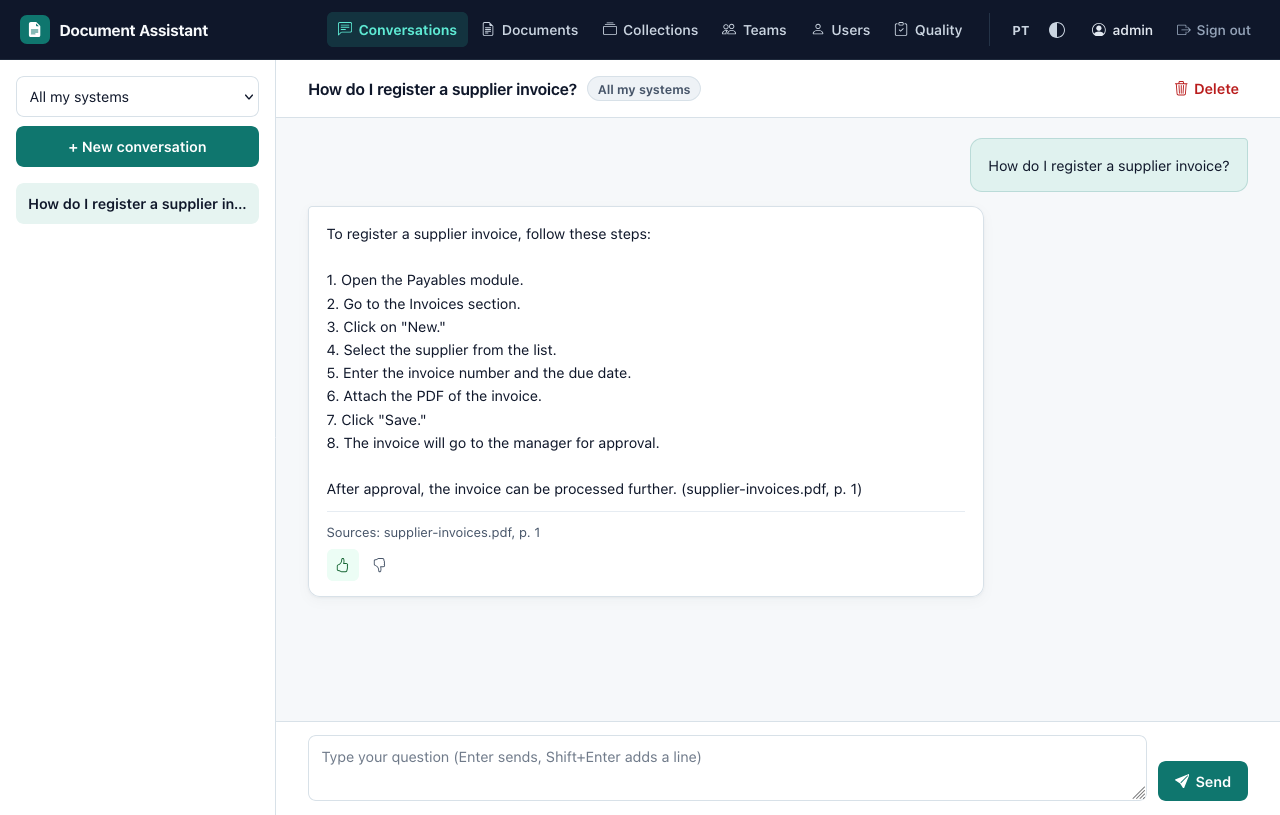 Document Assistant
Conversations
Documents
Collections
Teams
Users
Quality
PT
admin
Sign out
All my systems
+ New conversation
How do I register a supplier in...
How do I register a supplier invoice?
All my systems
Delete
How do I register a supplier invoice?
To register a supplier invoice, follow these steps:
1. Open the Payables module.
2. Go to the Invoices section.
3. Click on "New."
4. Select the supplier from the list.
5. Enter the invoice number and the due date.
6. Attach the PDF of the invoice.
7. Click "Save."
8. The invoice will go to the manager for approval.
After approval, the invoice can be processed further. (supplier-invoices.pdf, p. 1)
Sources: supplier-invoices.pdf, p. 1
Type your question (Enter sends, Shift+Enter adds a line)
Send